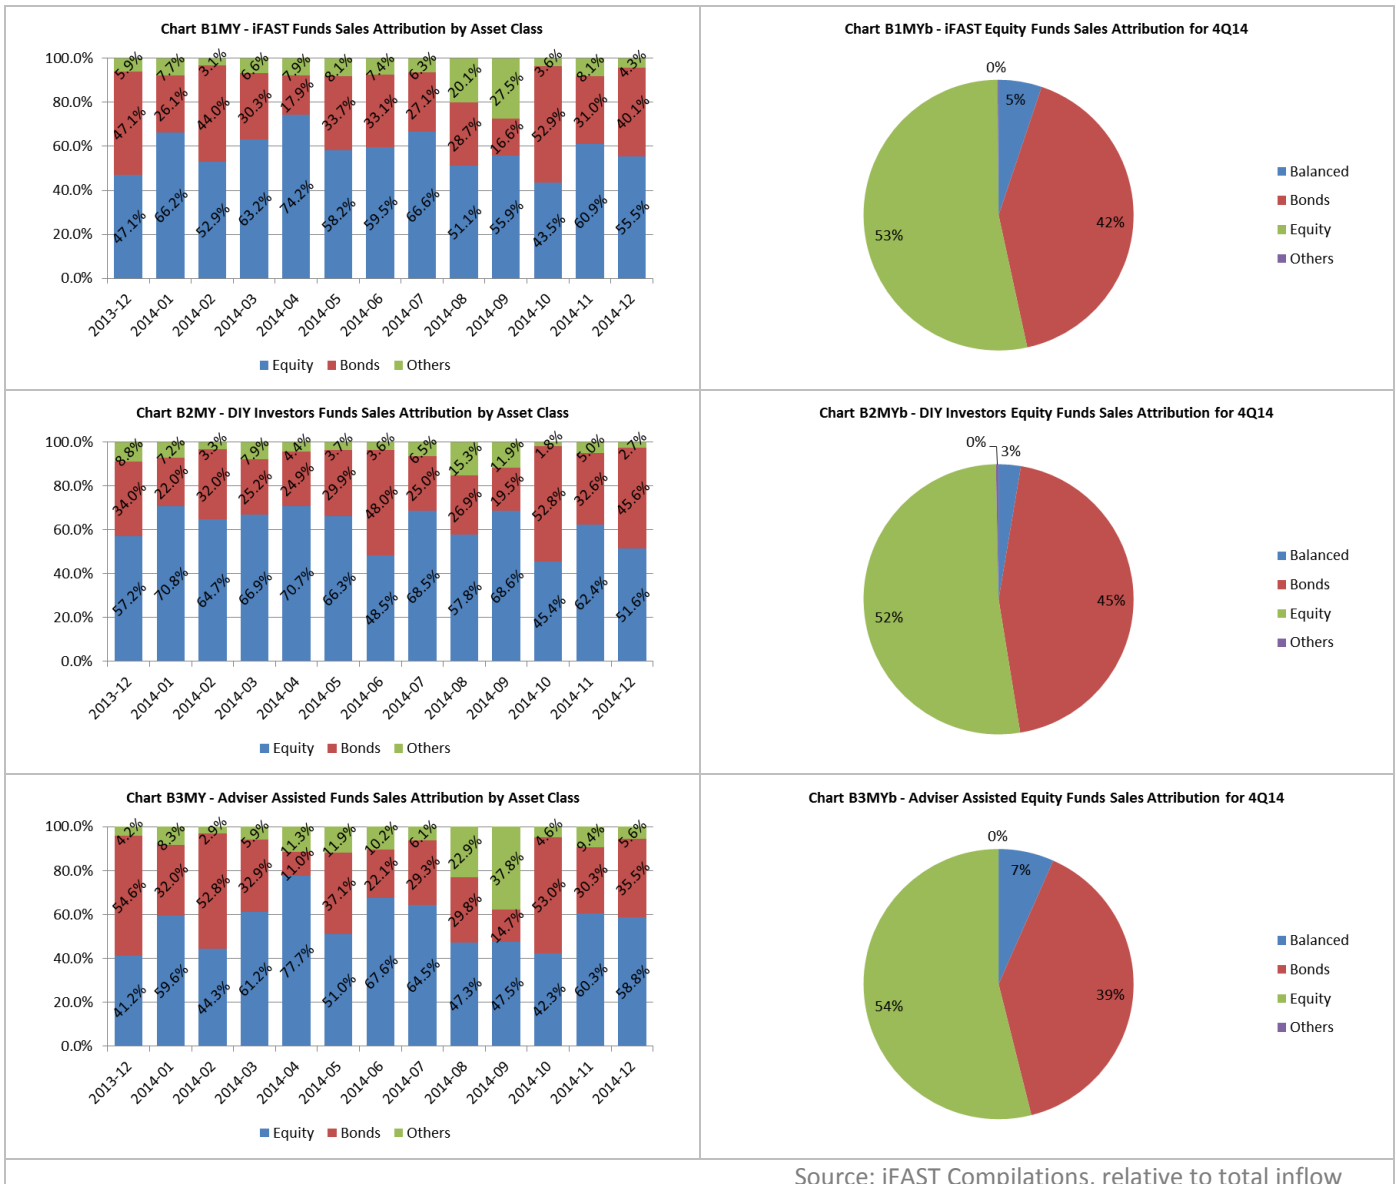 Chart B1MY - iFAST Funds Sales Attribution by Asset Class
100.0%
80.0%
60.0%
40.0%
20.0%
0.0%
5.9% 7.7% 3.1% 6.6% 7.9% 8.1% 7.4% 6.3% 20.1% 27.5% 3.6% 8.1% 4.3%
47.1% 26.1% 44.0% 30.3% 17.9% 33.7% 33.1% 27.1% 28.7% 16.6% 52.9% 31.0% 40.1%
47.1% 66.2% 52.9% 63.2% 74.2% 58.2% 59.5% 66.6% 51.1% 55.9% 43.5% 60.9% 55.5%
2013-12 2014-01 2014-02 2014-03 2014-04 2014-05 2014-06 2014-07 2014-08 2014-09 2014-10 2014-11 2014-12
Equity Bonds Others
Chart B1MYb - iFAST Equity Funds Sales Attribution for 4Q14
0%
5%
42%
53%
Balanced
Bonds
Equity
Others
Chart B2MY - DIY Investors Funds Sales Attribution by Asset Class
100.0%
80.0%
60.0%
40.0%
20.0%
0.0%
8.8% 7.2% 3.3% 7.9% 4.4% 3.7% 3.6% 6.5% 15.3% 11.9% 1.8% 5.0% 2.7%
34.0% 22.0% 32.0% 25.2% 24.9% 29.9% 48.0% 25.0% 26.9% 19.5% 52.8% 32.6% 45.6%
57.2% 70.8% 64.7% 66.9% 70.7% 66.3% 48.5% 68.5% 57.8% 68.6% 45.4% 62.4% 51.6%
2013-12 2014-01 2014-02 2014-03 2014-04 2014-05 2014-06 2014-07 2014-08 2014-09 2014-10 2014-11 2014-12
Equity Bonds Others
Chart B2MYb - DIY Investors Equity Funds Sales Attribution for 4Q14
0%
3%
45%
52%
Balanced
Bonds
Equity
Others
Chart B3MY - Adviser Assisted Funds Sales Attribution by Asset Class
100.0%
80.0%
60.0%
40.0%
20.0%
0.0%
4.2% 8.3% 2.9% 5.9% 11.3% 11.9% 10.2% 6.1% 22.9% 37.8% 4.6% 9.4% 5.6%
54.6% 32.0% 52.8% 32.9% 11.0% 37.1% 22.1% 29.3% 29.8% 14.7% 53.0% 30.3% 35.5%
41.2% 59.6% 44.3% 61.2% 77.7% 51.0% 67.6% 64.5% 47.3% 47.5% 42.3% 60.3% 58.8%
2013-12 2014-01 2014-02 2014-03 2014-04 2014-05 2014-06 2014-07 2014-08 2014-09 2014-10 2014-11 2014-12
Equity Bonds Others
Chart B3MYb - Adviser Assisted Equity Funds Sales Attribution for 4Q14
0%
7%
39%
54%
Balanced
Bonds
Equity
Others
Source: iFAST Compilations, relative to total inflow